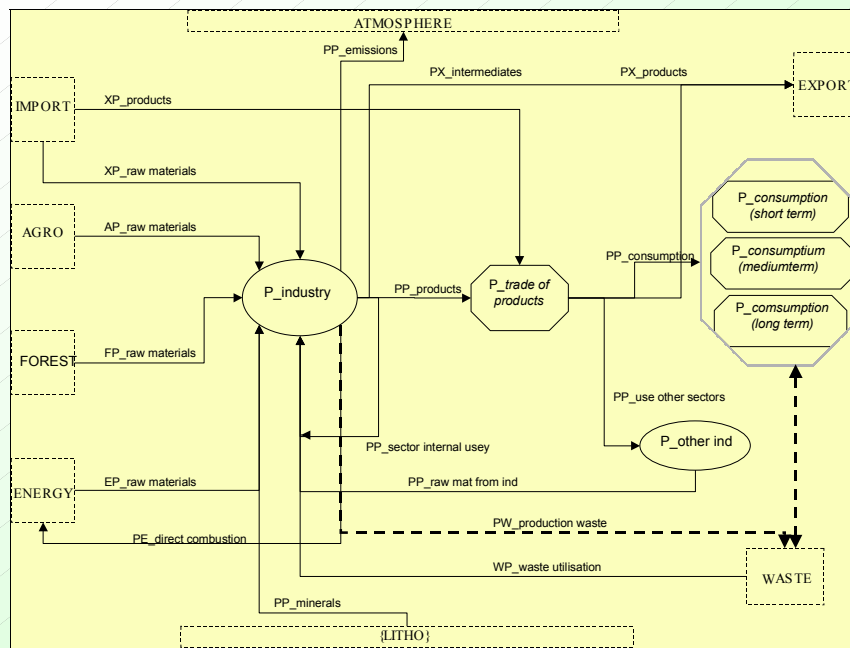 ATMOSPHERE
PP_emissions
PX_intermediates
PX_products
EXPORT
IMPORT
XP_products
XP_raw materials
P_consumption
(short term)
AGRO
AP_raw materials
P_consumptium
(mediumterm)
PP_consumption
P_industry
PP_products
P_trade of
products
P_comsumption
(long term)
FOREST
FP_raw materials
PP_use other sectors
PP_sector internal usey
P_other ind
ENERGY
EP_raw materials
PP_raw mat from ind
PW_production waste
PE_direct combustion
WP_waste utilisation
WASTE
PP_minerals
{LITHO}